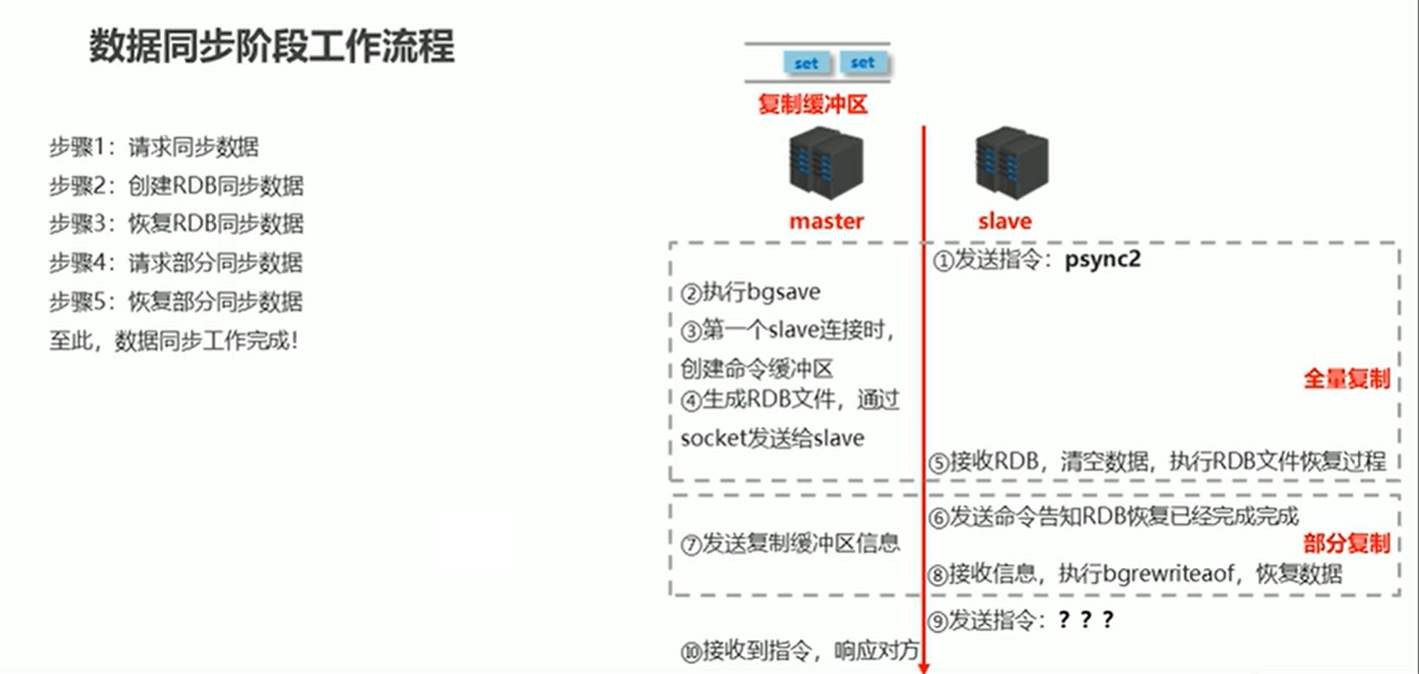 数据同步阶段工作流程
步骤1：请求同步数据
步骤2：创建RDB同步数据
步骤3：恢复RDB同步数据
步骤4：请求部分同步数据
步骤5：恢复部分同步数据
至此，数据同步工作完成！
set set
复制缓冲区
master
slave
①发送指令：psync2
②执行bgsave
③第一个slave连接时，
创建命令缓冲区
④生成RDB文件，通过
socket发送给slave
全量复制
⑤接收RDB，清空数据，执行RDB文件恢复过程
⑥发送命令告知RDB恢复已经完成完成
⑦发送复制缓冲区信息
部分复制
⑧接收信息，执行bgrewriteaof，恢复数据
⑨发送指令：？？？
⑩接收到指令，响应对方